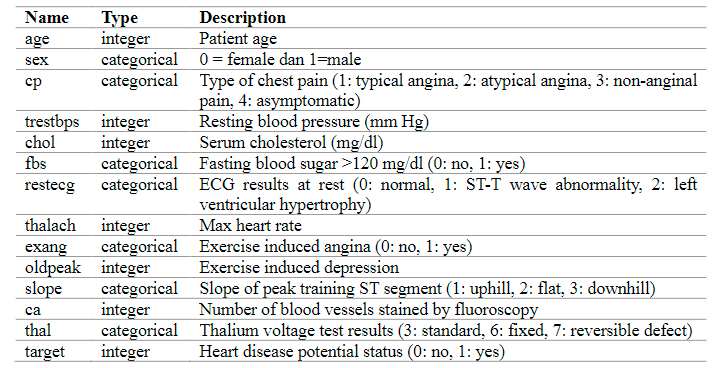 Name Type Description
age integer Patient age
sex categorical 0 = female dan 1=male
cp categorical Type of chest pain (1: typical angina, 2: atypical angina, 3: non-anginal
pain, 4: asymptomatic)
trestbps integer Resting blood pressure (mm Hg)
chol integer Serum cholesterol (mg/dl)
fbs categorical Fasting blood sugar >120 mg/dl (0: no, 1: yes)
restecg categorical ECG results at rest (0: normal, 1: ST-T wave abnormality, 2: left
ventricular hypertrophy)
thalach integer Max heart rate
exang categorical Exercise induced angina (0: no, 1: yes)
oldpeak integer Exercise induced depression
slope categorical Slope of peak training ST segment (1: uphill, 2: flat, 3: downhill)
ca integer Number of blood vessels stained by fluoroscopy
thal categorical Thalium voltage test results (3: standard, 6: fixed, 7: reversible defect)
target integer Heart disease potential status (0: no, 1: yes)